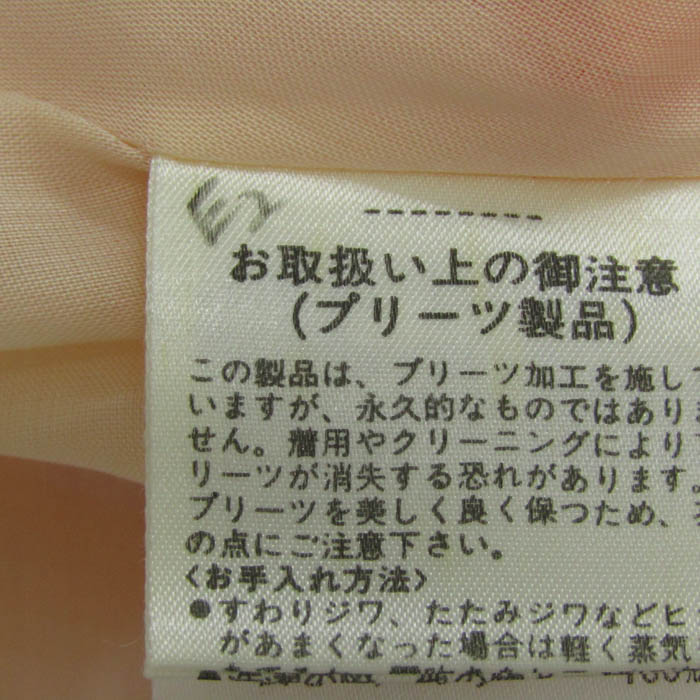 --------
お取扱い上の御注意
(プリーツ製品)
この製品は、プリーツ加工を施して
いますが、永久的なものではありま
せん。着用やクリーニングにより
リーツが消失する恐れがあります。
プリーツを美しく良く保つため、
の点にご注意下さい。
〈お手入れ方法〉
●すわりジワ、たたみジワなどヒ
があまくなった場合は軽く蒸気
100%